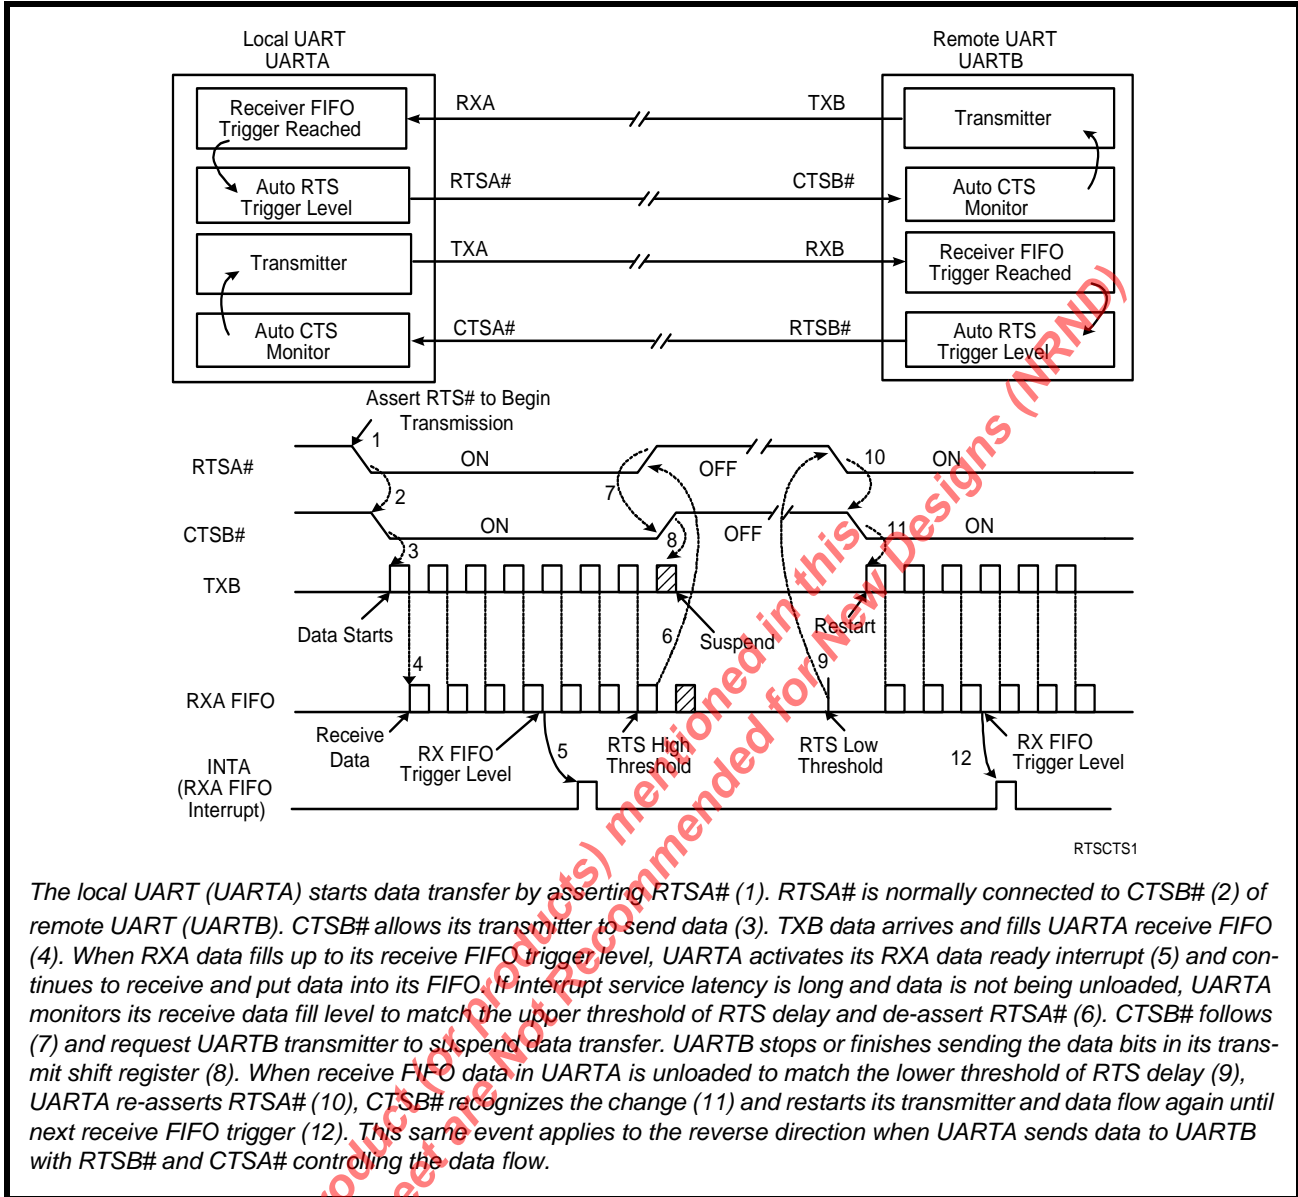 Local UART
UARTA
Remote UART
UARTB
Receiver FIFO
Trigger Reached
RXA
TXB
Transmitter
Auto RTS
Trigger Level
RTSA#
CTSB#
Auto CTS
Monitor
Transmitter
TXA
RXB
Receiver FIFO
Trigger Reached
Auto CTS
Monitor
CTSA#
RTSB#
Auto RTS
Trigger Level
Assert RTS# to Begin
Transmission
RTSA#
1
ON
OFF
10
ON
2
7
CTSB#
ON
8
OFF
11
ON
3
TXB
Data Starts
6
Suspend
Restart
4
9
RXA FIFO
Receive
Data
RX FIFO
Trigger Level
5
RTS High
Threshold
RTS Low
Threshold
12
RX FIFO
Trigger Level
INTA
(RXA FIFO
Interrupt)
RTSCTS1
The local UART (UARTA) starts data transfer by asserting RTSA# (1). RTSA# is normally connected to CTSB# (2) of
remote UART (UARTB). CTSB# allows its transmitter to send data (3). TXB data arrives and fills UARTA receive FIFO
(4). When RXA data fills up to its receive FIFO trigger level, UARTA activates its RXA data ready interrupt (5) and con-
tinues to receive and put data into its FIFO. If interrupt service latency is long and data is not being unloaded, UARTA
monitors its receive data fill level to match the upper threshold of RTS delay and de-assert RTSA# (6). CTSB# follows
(7) and request UARTB transmitter to suspend data transfer. UARTB stops or finishes sending the data bits in its trans-
mit shift register (8). When receive FIFO data in UARTA is unloaded to match the lower threshold of RTS delay (9),
UARTA re-asserts RTSA# (10), CTSB# recognizes the change (11) and restarts its transmitter and data flow again until
next receive FIFO trigger (12). This same event applies to the reverse direction when UARTA sends data to UARTB
with RTSB# and CTSA# controlling the data flow.
(or products) mentioned in this
are Not Recommended for New Designs (NRND)